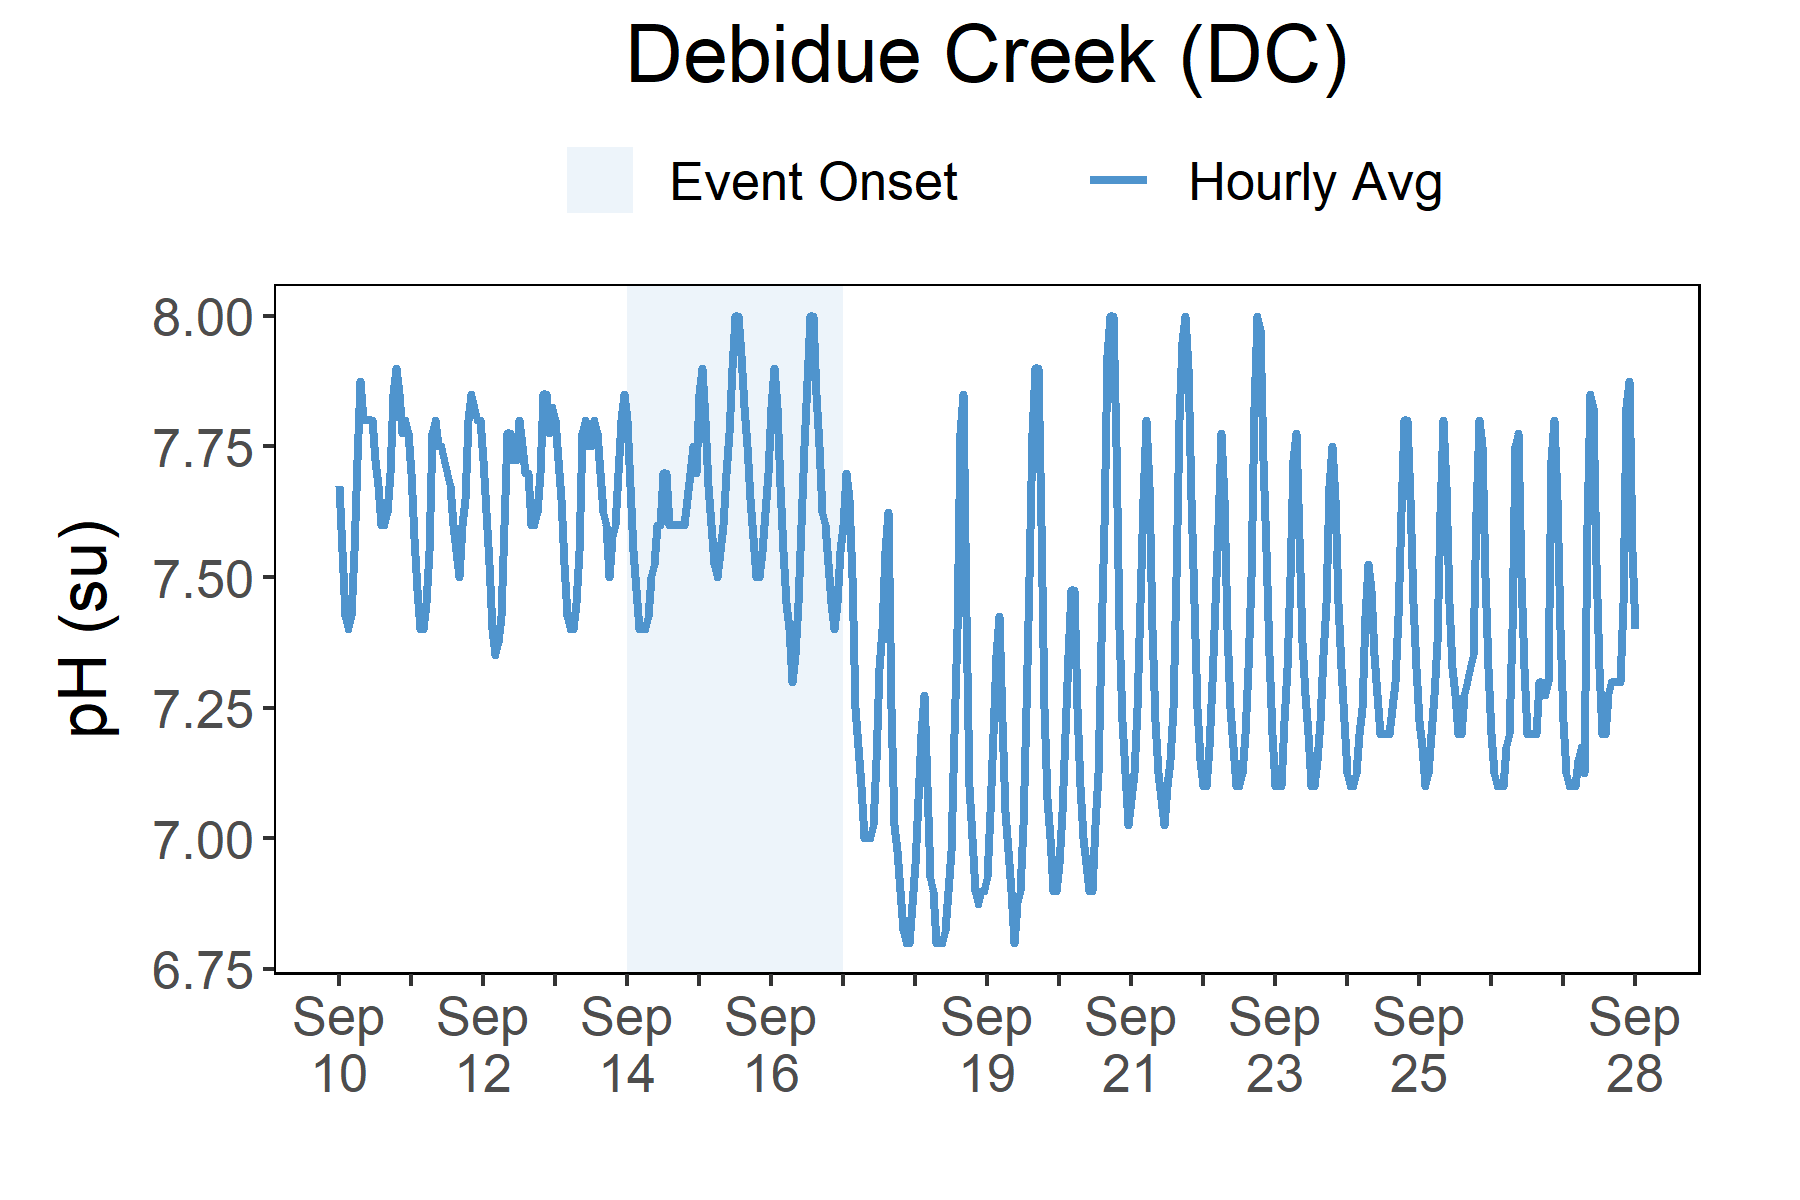 Debidue Creek (DC)
Event Onset
Hourly Avg
pH (su)
8.00
7.75
7.50
7.25
7.00
6.75
Sep 10
Sep 12
Sep 14
Sep 16
Sep 19
Sep 21
Sep 23
Sep 25
Sep 28